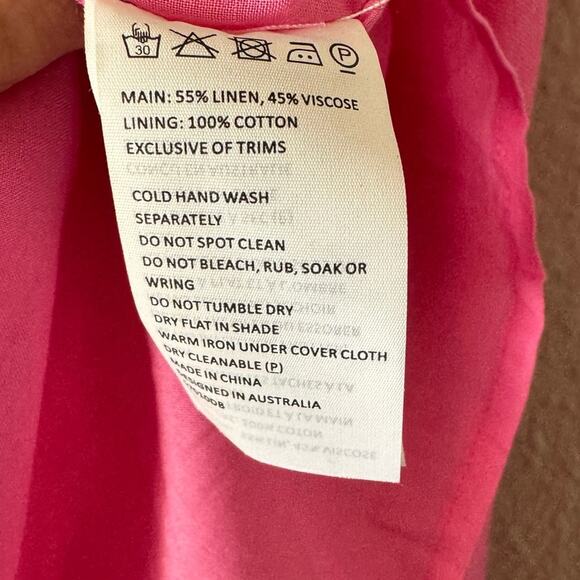 30 P
MAIN: 55% LINEN, 45% VISCOSE
LINING: 100% COTTON
EXCLUSIVE OF TRIMS
COLD HAND WASH
SEPARATELY
DO NOT SPOT CLEAN
DO NOT BLEACH, RUB, SOAK OR
WRING
DO NOT TUMBLE DRY
DRY FLAT IN SHADE
WARM IRON UNDER COVER CLOTH
DRY CLEANABLE (P)
MADE IN CHINA
DESIGNED IN AUSTRALIA